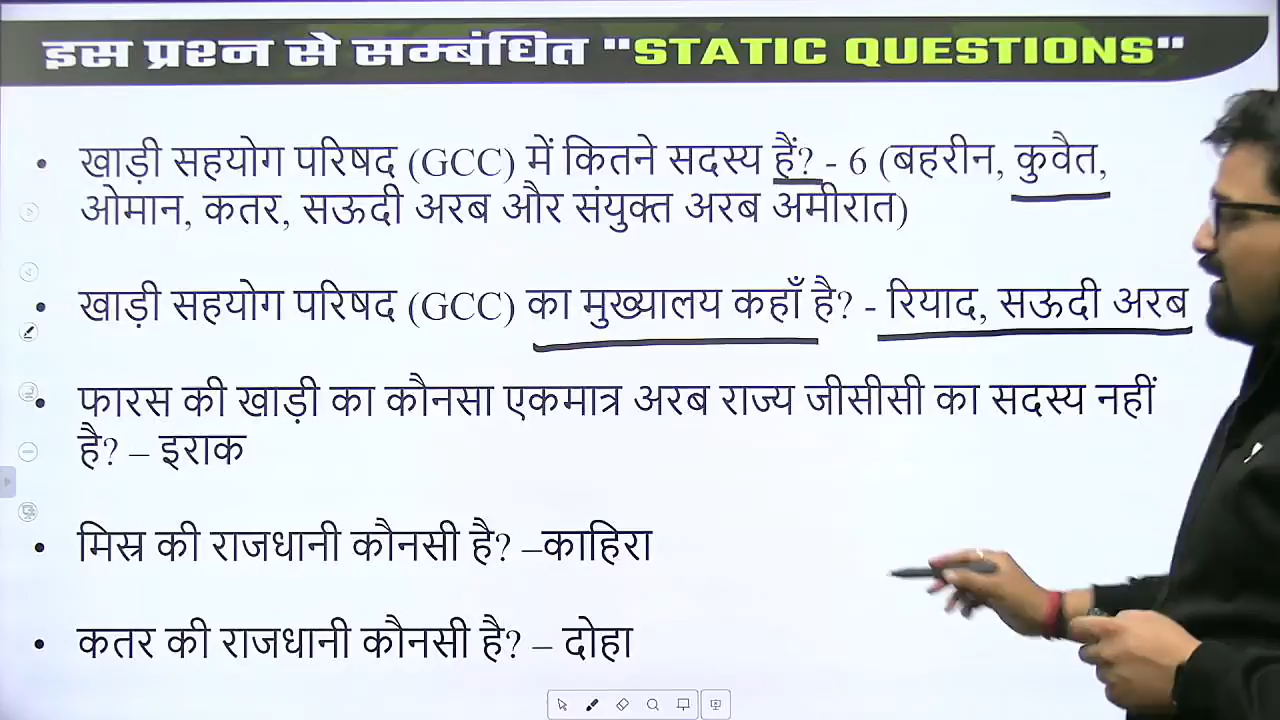 इस प्रश्न से सम्बंधित "STATIC QUESTIONS"
• खाड़ी सहयोग परिषद (GCC) में कितने सदस्य हैं? - 6 (बहरीन, कुवैत,
ओमान, कतर, सऊदी अरब और संयुक्त अरब अमीरात)
• खाड़ी सहयोग परिषद (GCC) का मुख्यालय कहाँ है? - रियाद, सऊदी अरब
• फारस की खाड़ी का कौनसा एकमात्र अरब राज्य जीसीसी का सदस्य नहीं
है? – इराक
• मिस्र की राजधानी कौनसी है? –काहिरा
• कतर की राजधानी कौनसी है? – दोहा